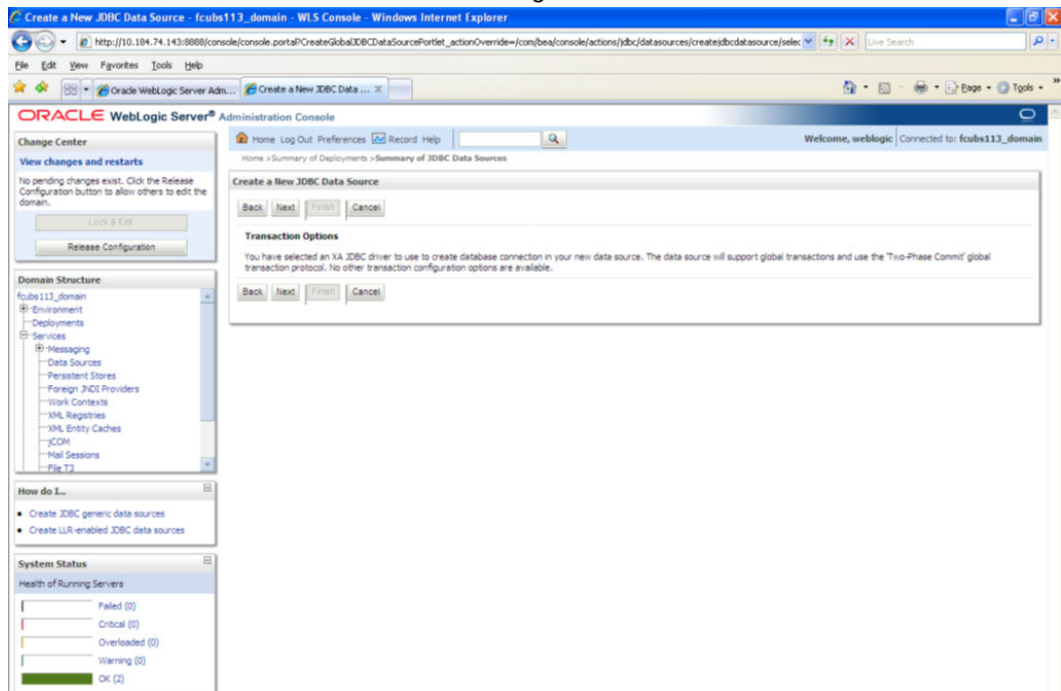 Create a New JDBC Data Source - fcubs113_domain - WLS Console - Windows Internet Explorer
http://10.184.74.143:8888/console/console.portal?CreateGlobalJDBCDataSourcePortlet_actionOverride=/com/bea/console/actions/jdbc/datasources/createjdbcdatasource/selec
Live Search
File Edit View Favorites Tools Help
Oracle WebLogic Server Adm...
Create a New JDBC Data ... X
Page
Tools
ORACLE WebLogic Server® Administration Console
Change Center
View changes and restarts
No pending changes exist. Click the Release
Configuration button to allow others to edit the
domain.
Lock & Edit
Release Configuration
Domain Structure
fcubs113_domain
Environment
Deployments
Services
Messaging
Data Sources
Persistent Stores
Foreign JNDI Providers
Work Contexts
XML Registries
XML Entity Caches
jCOM
Mail Sessions
File T3
How do I...
Create JDBC generic data sources
Create LLR-enabled JDBC data sources
System Status
Health of Running Servers
Failed (0)
Critical (0)
Overloaded (0)
Warning (0)
OK (2)
Home Log Out Preferences Record Help
Welcome, weblogic Connected to: fcubs113_domain
Home >Summary of Deployments >Summary of JDBC Data Sources
Create a New JDBC Data Source
Back Next Finish Cancel
Transaction Options
You have selected an XA JDBC driver to use to create database connection in your new data source. The data source will support global transactions and use the 'Two-Phase Commit' global
transaction protocol. No other transaction configuration options are available.
Back Next Finish Cancel